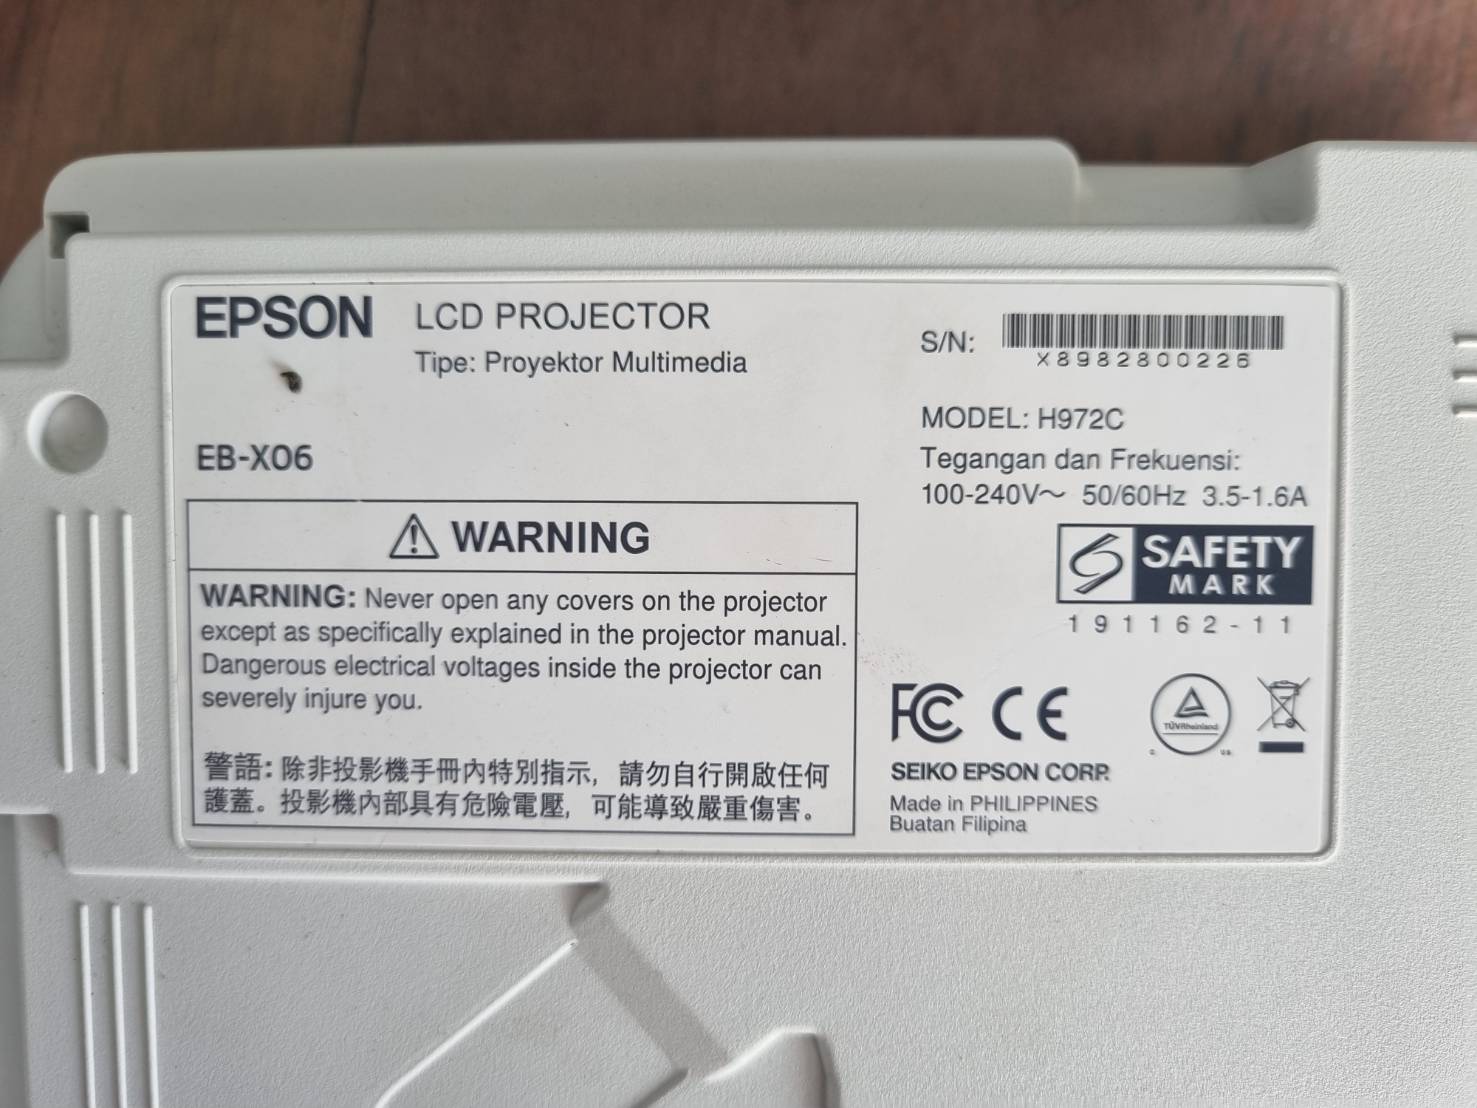 EPSON
LCD PROJECTOR
Tipe: Proyektor Multimedia
EB-X06
WARNING
WARNING: Never open any covers on the projector
except as specifically explained in the projector manual.
Dangerous electrical voltages inside the projector can
severely injure you.
警語: 除非投影機手冊內特別指示, 請勿自行開啟任何
護蓋。投影機內部具有危險電壓, 可能導致嚴重傷害。
S/N:
X8982800226
MODEL: H972C
Tegangan dan Frekuensi:
100-240V～ 50/60Hz 3.5-1.6A
SAFETY
MARK
191162-11
FC CE
TÜVRheinland
SEIKO EPSON CORP.
Made in PHILIPPINES
Buatan Filipina